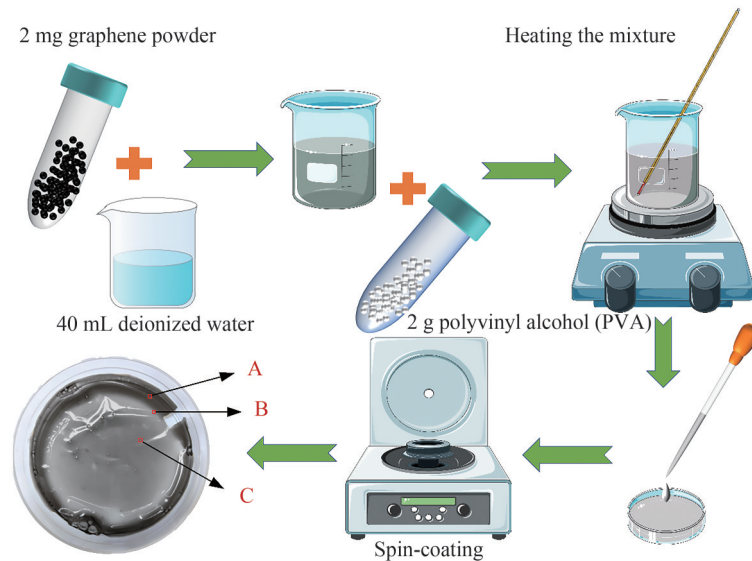 2 mg graphene powder
Heating the mixture
40 mL deionized water
2 g polyvinyl alcohol (PVA)
A
B
C
Spin-coating